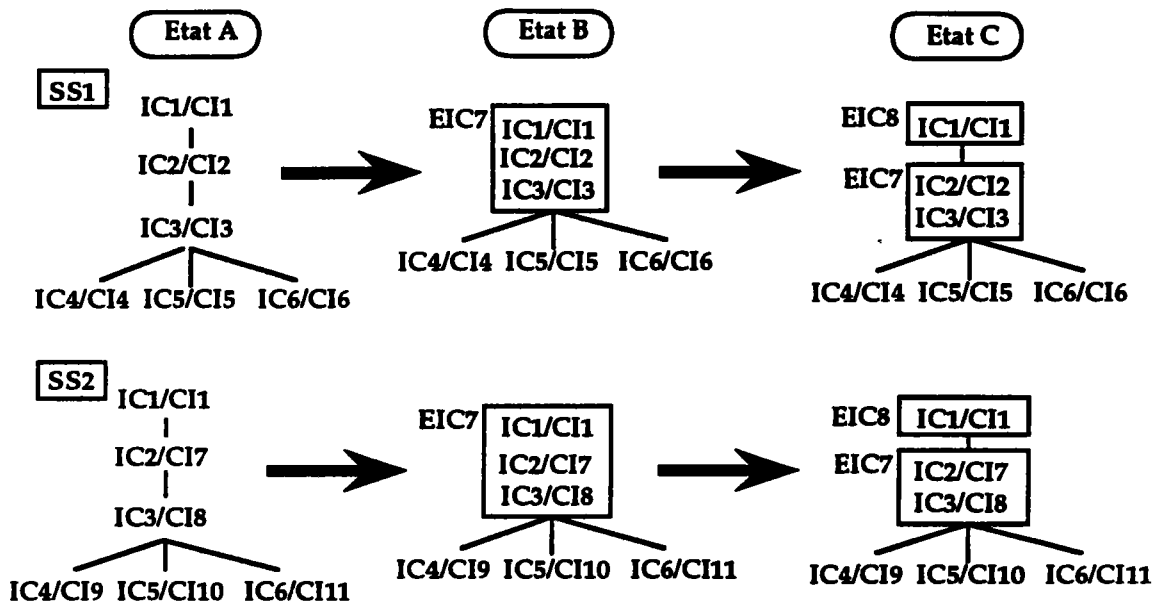 Etat A Etat B Etat C
SS1
IC1/CI1
IC2/CI2
IC3/CI3
IC4/CI4 IC5/CI5 IC6/CI6
EIC7
IC1/CI1
IC2/CI2
IC3/CI3
IC4/CI4 IC5/CI5 IC6/CI6
EIC8 IC1/CI1
EIC7
IC2/CI2
IC3/CI3
IC4/CI4 IC5/CI5 IC6/CI6
SS2
IC1/CI1
IC2/CI7
IC3/CI8
IC4/CI9 IC5/CI10 IC6/CI11
EIC7
IC1/CI1
IC2/CI7
IC3/CI8
IC4/CI9 IC5/CI10 IC6/CI11
EIC8 IC1/CI1
EIC7
IC2/CI7
IC3/CI8
IC4/CI9 IC5/CI10 IC6/CI11